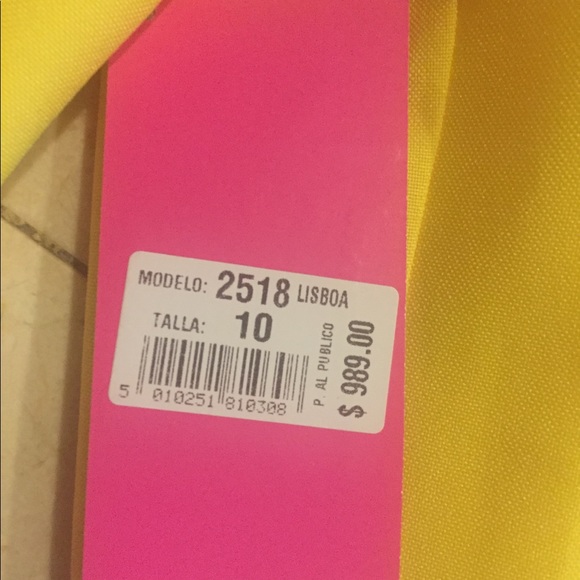 MODELO: 2518 LISBOA
TALLA: 10
5 010251 810308
P. AL PUBLICO
$ 989.00